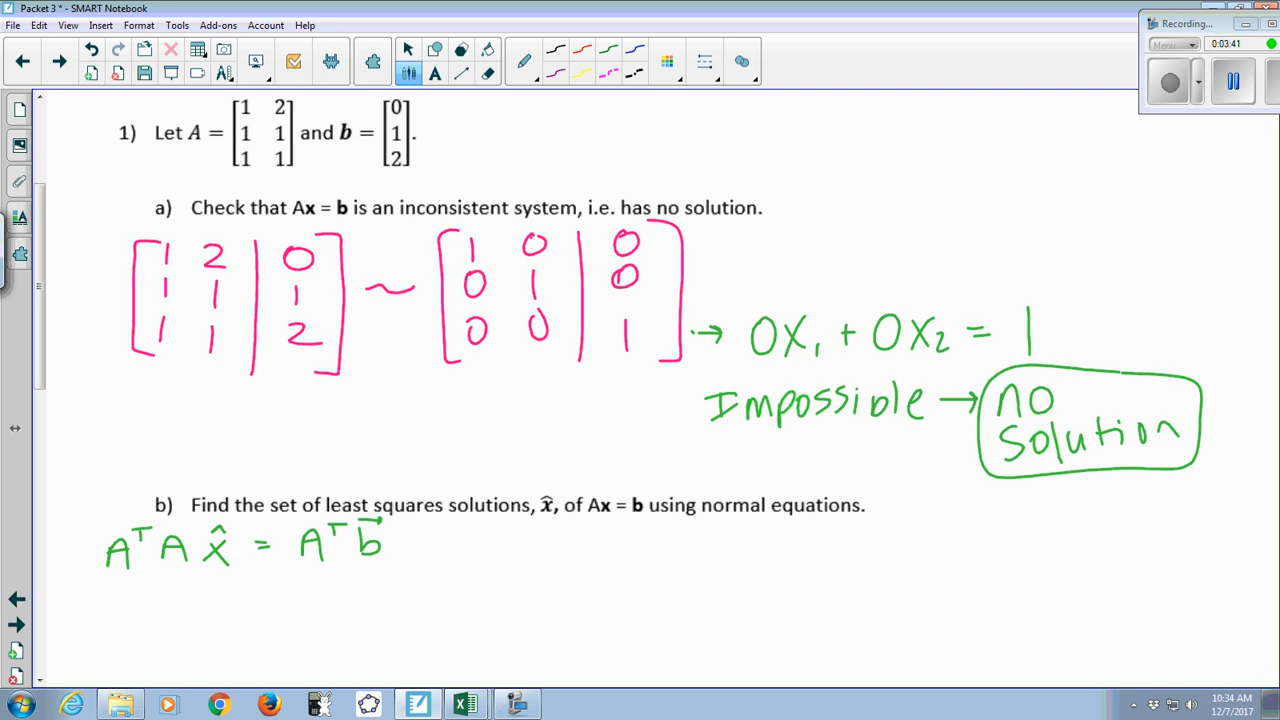 Packet 3 * - SMART Notebook
File Edit View Insert Format Tools Add-ons Account Help
Recording...
Menu
0:03:41
1) Let A = [1 2] and b = [0].
[1 1] [1]
[1 1] [2]
a) Check that Ax = b is an inconsistent system, i.e. has no solution.
[1 2 | 0] ~ [1 0 | 0]
[1 1 | 1] [0 1 | 0]
[1 1 | 2] [0 0 | 1] → 0x₁ + 0x₂ = 1
Impossible → no
solution
b) Find the set of least squares solutions, x̂, of Ax = b using normal equations.
AᵀA x̂ = Aᵀ b⃗
10:34 AM
12/7/2017